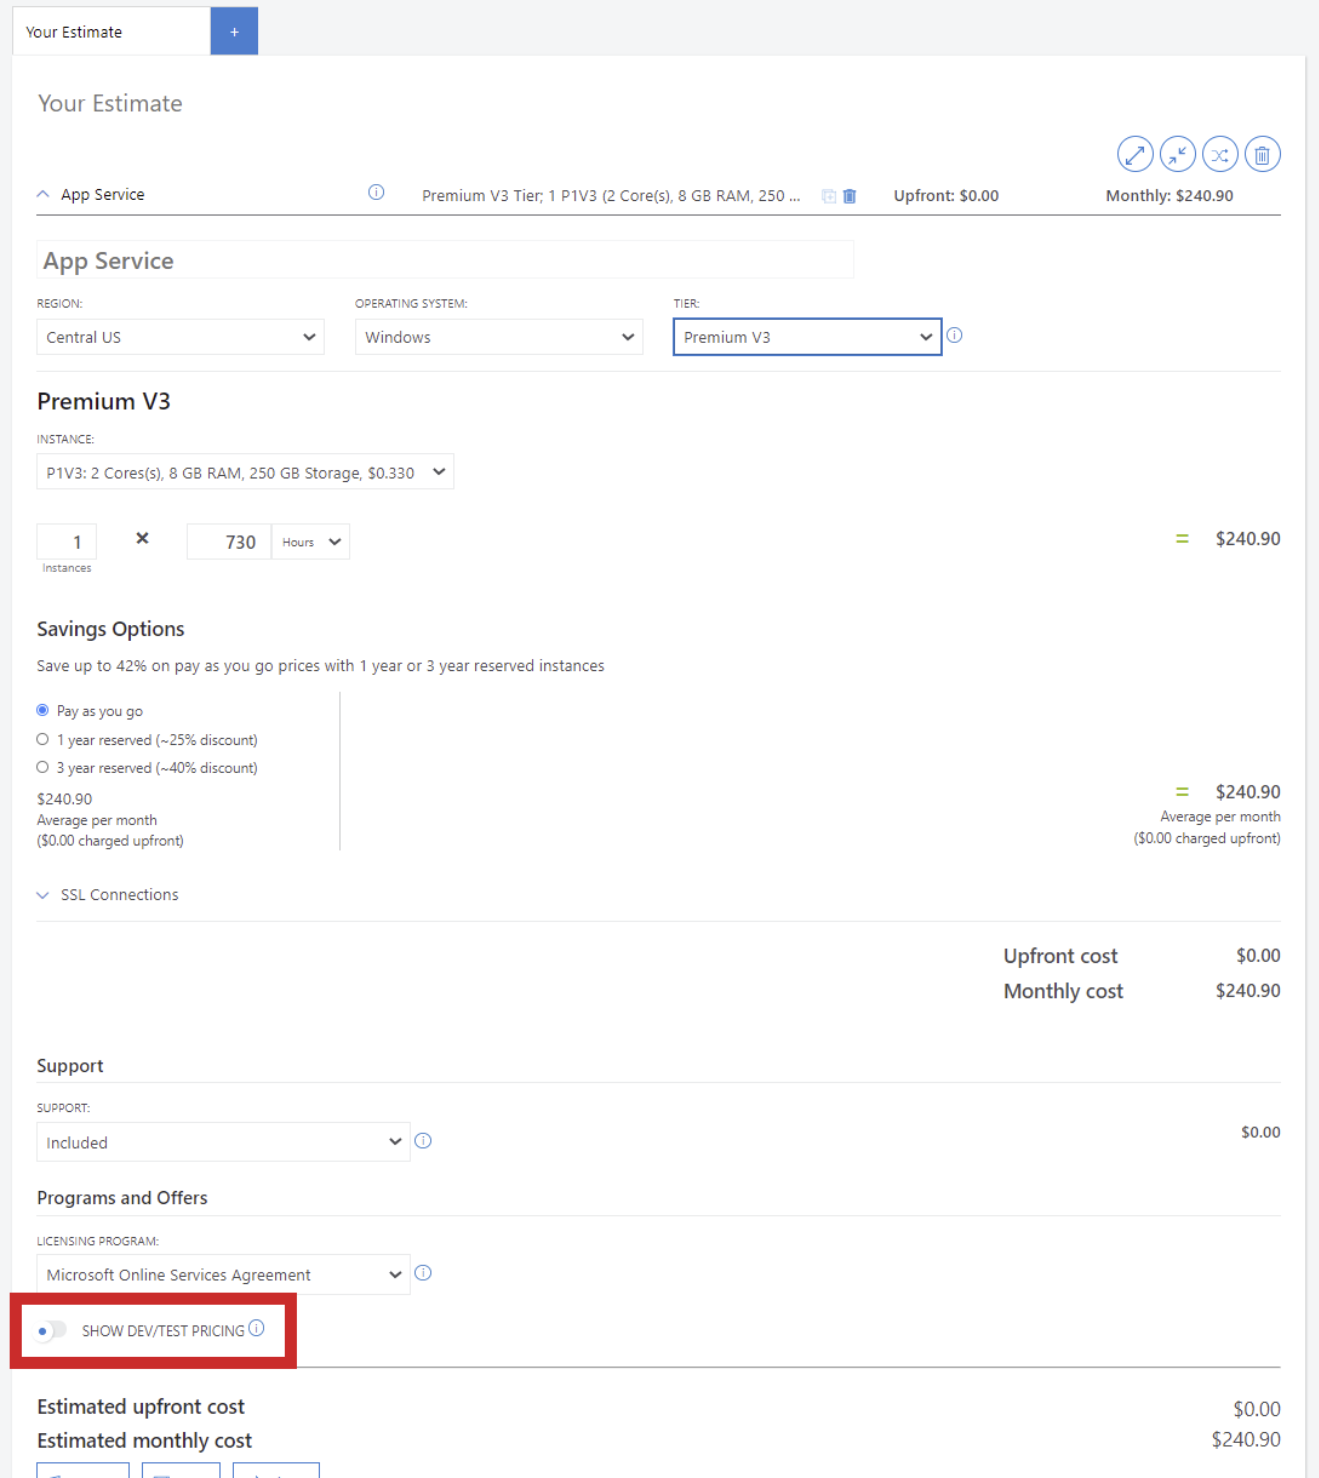 Your Estimate
+
Your Estimate
App Service
Premium V3 Tier; 1 P1V3 (2 Core(s), 8 GB RAM, 250 ...
Upfront: $0.00
Monthly: $240.90
App Service
REGION:
OPERATING SYSTEM:
TIER:
Central US
Windows
Premium V3
Premium V3
INSTANCE:
P1V3: 2 Cores(s), 8 GB RAM, 250 GB Storage, $0.330
1
×
730
Hours
= $240.90
Instances
Savings Options
Save up to 42% on pay as you go prices with 1 year or 3 year reserved instances
Pay as you go
1 year reserved (~25% discount)
3 year reserved (~40% discount)
$240.90
Average per month
($0.00 charged upfront)
= $240.90
Average per month
($0.00 charged upfront)
SSL Connections
Upfront cost $0.00
Monthly cost $240.90
Support
SUPPORT:
Included
$0.00
Programs and Offers
LICENSING PROGRAM:
Microsoft Online Services Agreement
SHOW DEV/TEST PRICING
Estimated upfront cost $0.00
Estimated monthly cost $240.90